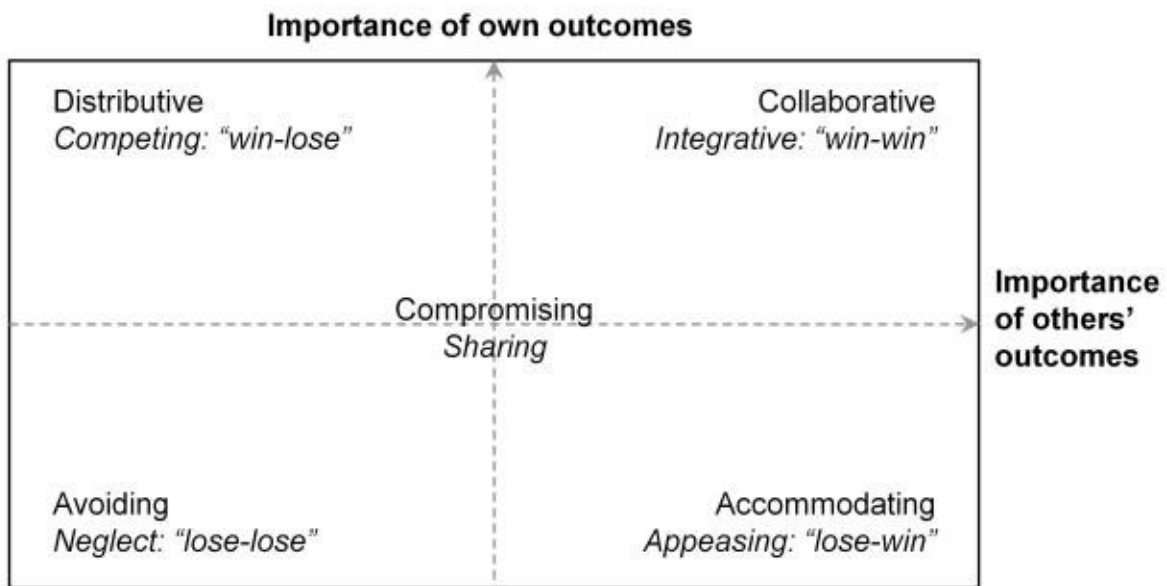 Importance of own outcomes
Distributive
Competing: “win-lose”
Collaborative
Integrative: “win-win”
Compromising
Sharing
Importance
of others’
outcomes
Avoiding
Neglect: “lose-lose”
Accommodating
Appeasing: “lose-win”